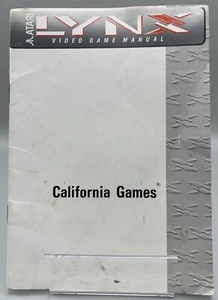 ATARI
LYNX
VIDEO GAME MANUAL
California Games®